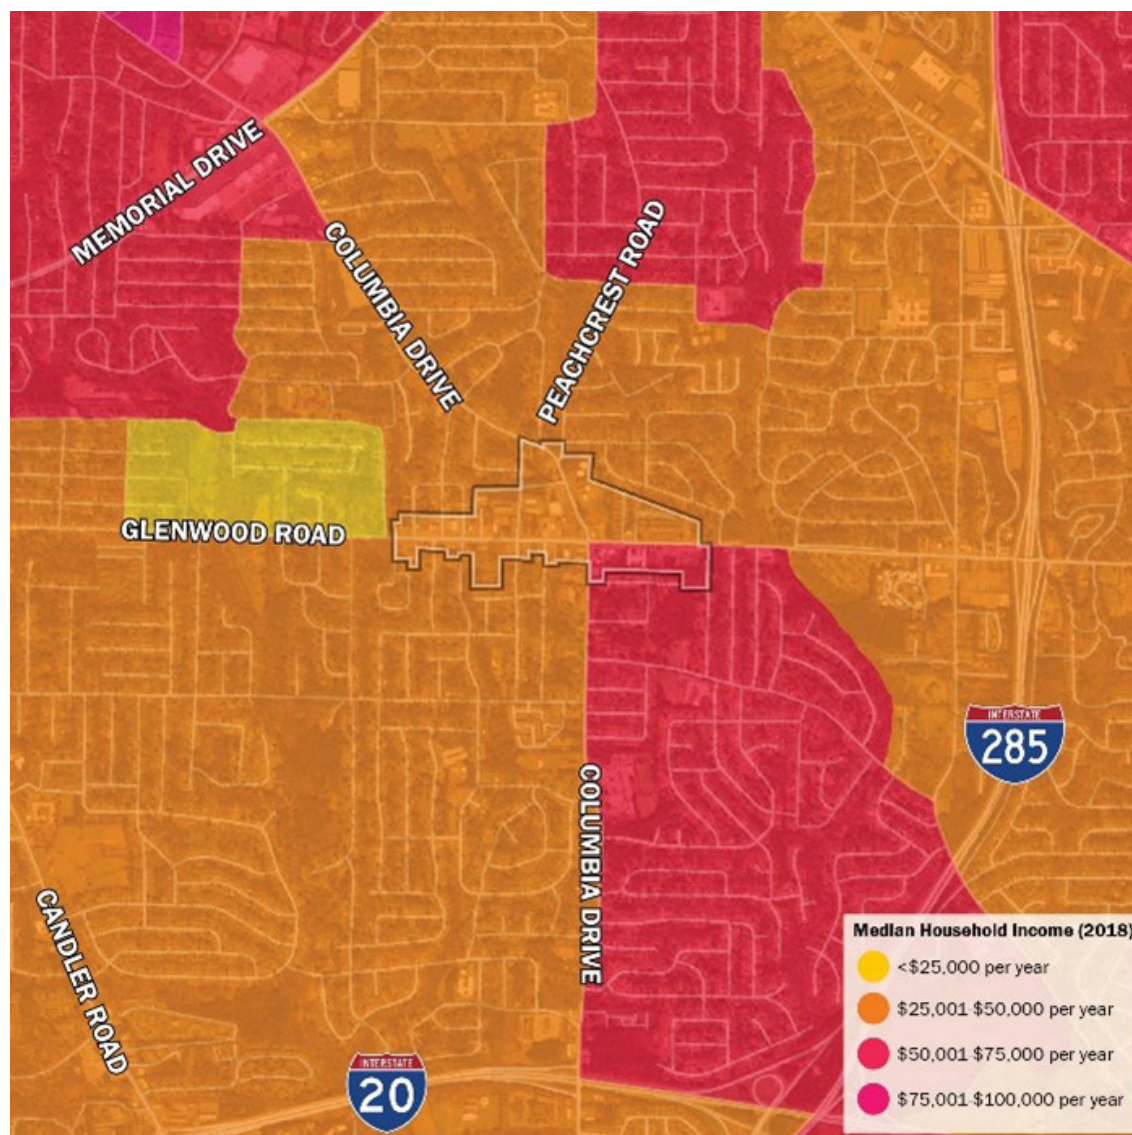 MEMORIAL DRIVE
COLUMBIA DRIVE
PEACHCREST ROAD
GLENWOOD ROAD
INTERSTATE
285
COLUMBIA DRIVE
CANDLER ROAD
INTERSTATE
20
Median Household Income (2018)
<$25,000 per year
$25,001-$50,000 per year
$50,001-$75,000 per year
$75,001-$100,000 per year